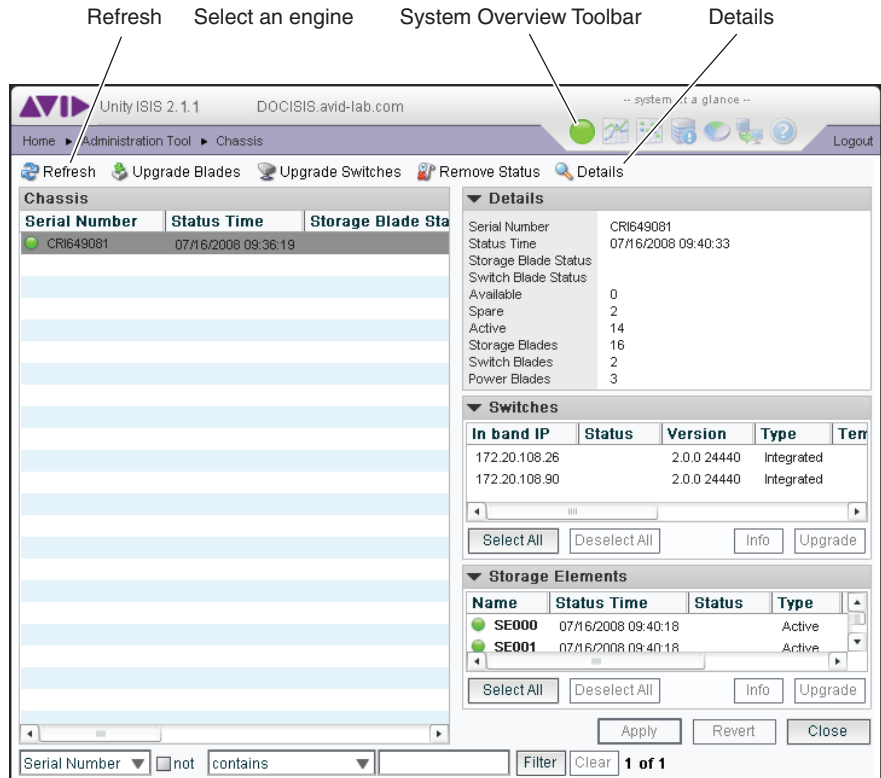 Refresh Select an engine System Overview Toolbar Details
AVID Unity ISIS 2.1.1 DOCISIS.avid-lab.com -- system at a glance --
Home ▶ Administration Tool ▶ Chassis Logout
Refresh Upgrade Blades Upgrade Switches Remove Status Details
Chassis
Serial Number Status Time Storage Blade Sta
CRI649081 07/16/2008 09:36:19
▼ Details
Serial Number CRI649081
Status Time 07/16/2008 09:40:33
Storage Blade Status
Switch Blade Status
Available 0
Spare 2
Active 14
Storage Blades 16
Switch Blades 2
Power Blades 3
▼ Switches
In band IP Status Version Type Tem
172.20.108.26 2.0.0 24440 Integrated
172.20.108.90 2.0.0 24440 Integrated
Select All Deselect All Info Upgrade
▼ Storage Elements
Name Status Time Status Type
SE000 07/16/2008 09:40:18 Active
SE001 07/16/2008 09:40:18 Active
Select All Deselect All Info Upgrade
Apply Revert Close
Serial Number not contains Filter Clear 1 of 1